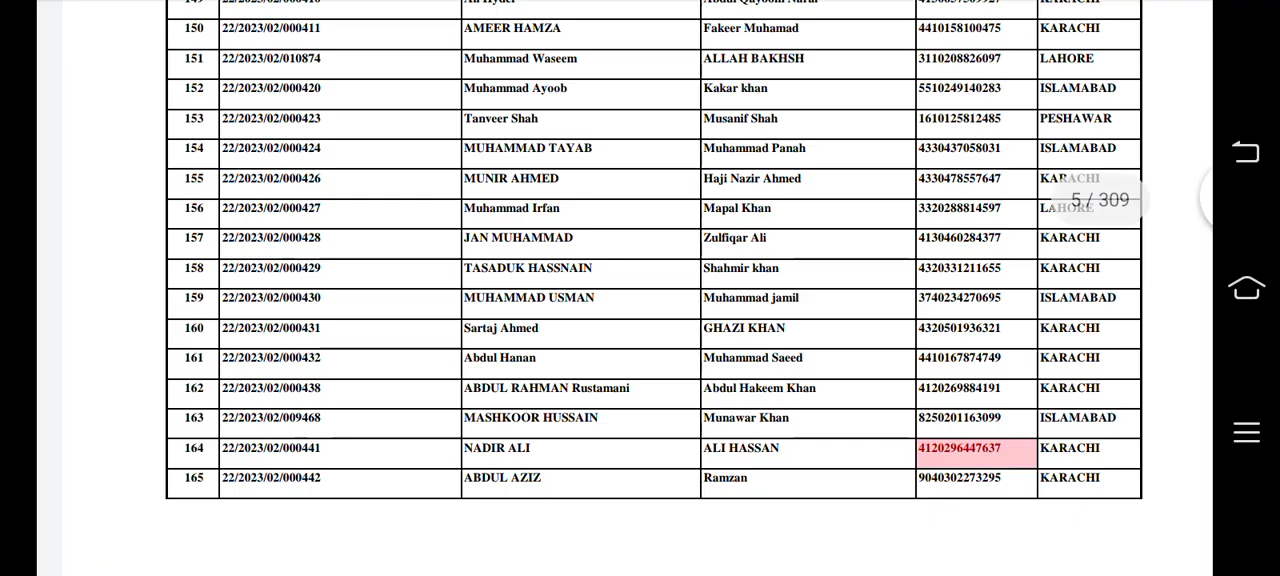 150 22/2023/02/000411 AMEER HAMZA Fakeer Muhamad 4410158100475 KARACHI
151 22/2023/02/010874 Muhammad Waseem ALLAH BAKHSH 3110208826097 LAHORE
152 22/2023/02/000420 Muhammad Ayoob Kakar khan 5510249140283 ISLAMABAD
153 22/2023/02/000423 Tanveer Shah Musanif Shah 1610125812485 PESHAWAR
154 22/2023/02/000424 MUHAMMAD TAYAB Muhammad Panah 4330437058031 ISLAMABAD
155 22/2023/02/000426 MUNIR AHMED Haji Nazir Ahmed 4330478557647 KARACHI
5 / 309
156 22/2023/02/000427 Muhammad Irfan Mapal Khan 3320288814597 LAHORE
157 22/2023/02/000428 JAN MUHAMMAD Zulfiqar Ali 4130460284377 KARACHI
158 22/2023/02/000429 TASADUK HASSNAIN Shahmir khan 4320331211655 KARACHI
159 22/2023/02/000430 MUHAMMAD USMAN Muhammad jamil 3740234270695 ISLAMABAD
160 22/2023/02/000431 Sartaj Ahmed GHAZI KHAN 4320501936321 KARACHI
161 22/2023/02/000432 Abdul Hanan Muhammad Saeed 4410167874749 KARACHI
162 22/2023/02/000438 ABDUL RAHMAN Rustamani Abdul Hakeem Khan 4120269884191 KARACHI
163 22/2023/02/009468 MASHKOOR HUSSAIN Munawar Khan 8250201163099 ISLAMABAD
164 22/2023/02/000441 NADIR ALI ALI HASSAN 4120296447637 KARACHI
165 22/2023/02/000442 ABDUL AZIZ Ramzan 9040302273295 KARACHI